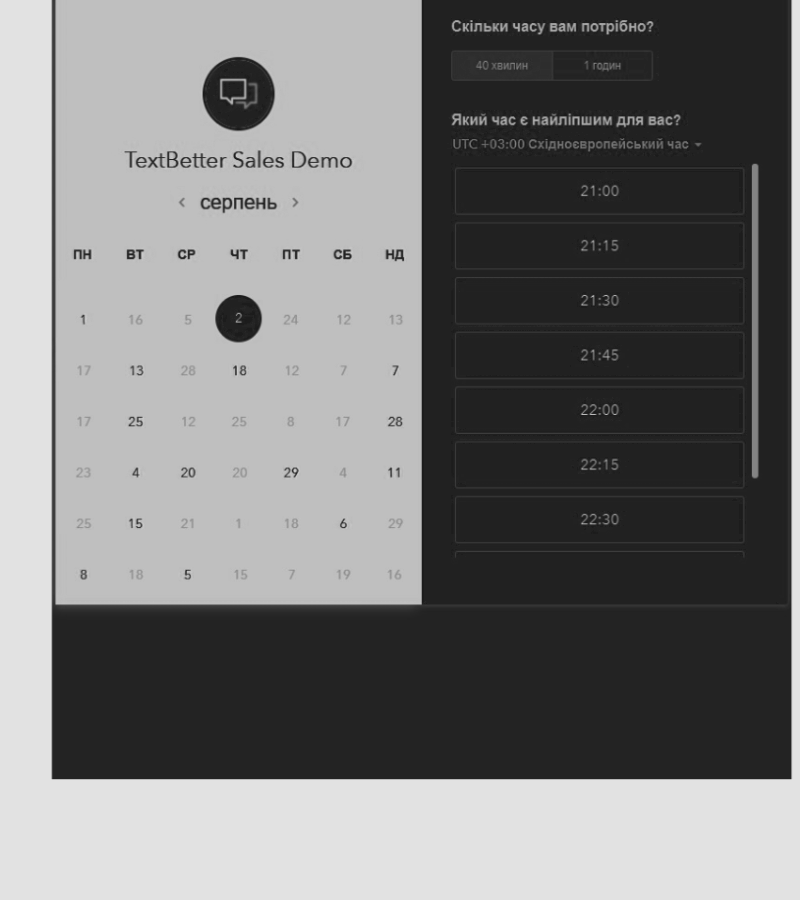 TextBetter Sales Demo
серпень
ПН ВТ СР ЧТ ПТ СБ НД
1 16 5 2 24 12 13
17 13 28 18 12 7 7
17 25 12 25 8 17 28
23 4 20 20 29 4 11
25 15 21 1 18 6 29
8 18 5 15 7 19 16
Скільки часу вам потрібно?
40 хвилин 1 годин
Який час є найліпшим для вас?
UTC +03:00 Східноєвропейський час
21:00
21:15
21:30
21:45
22:00
22:15
22:30